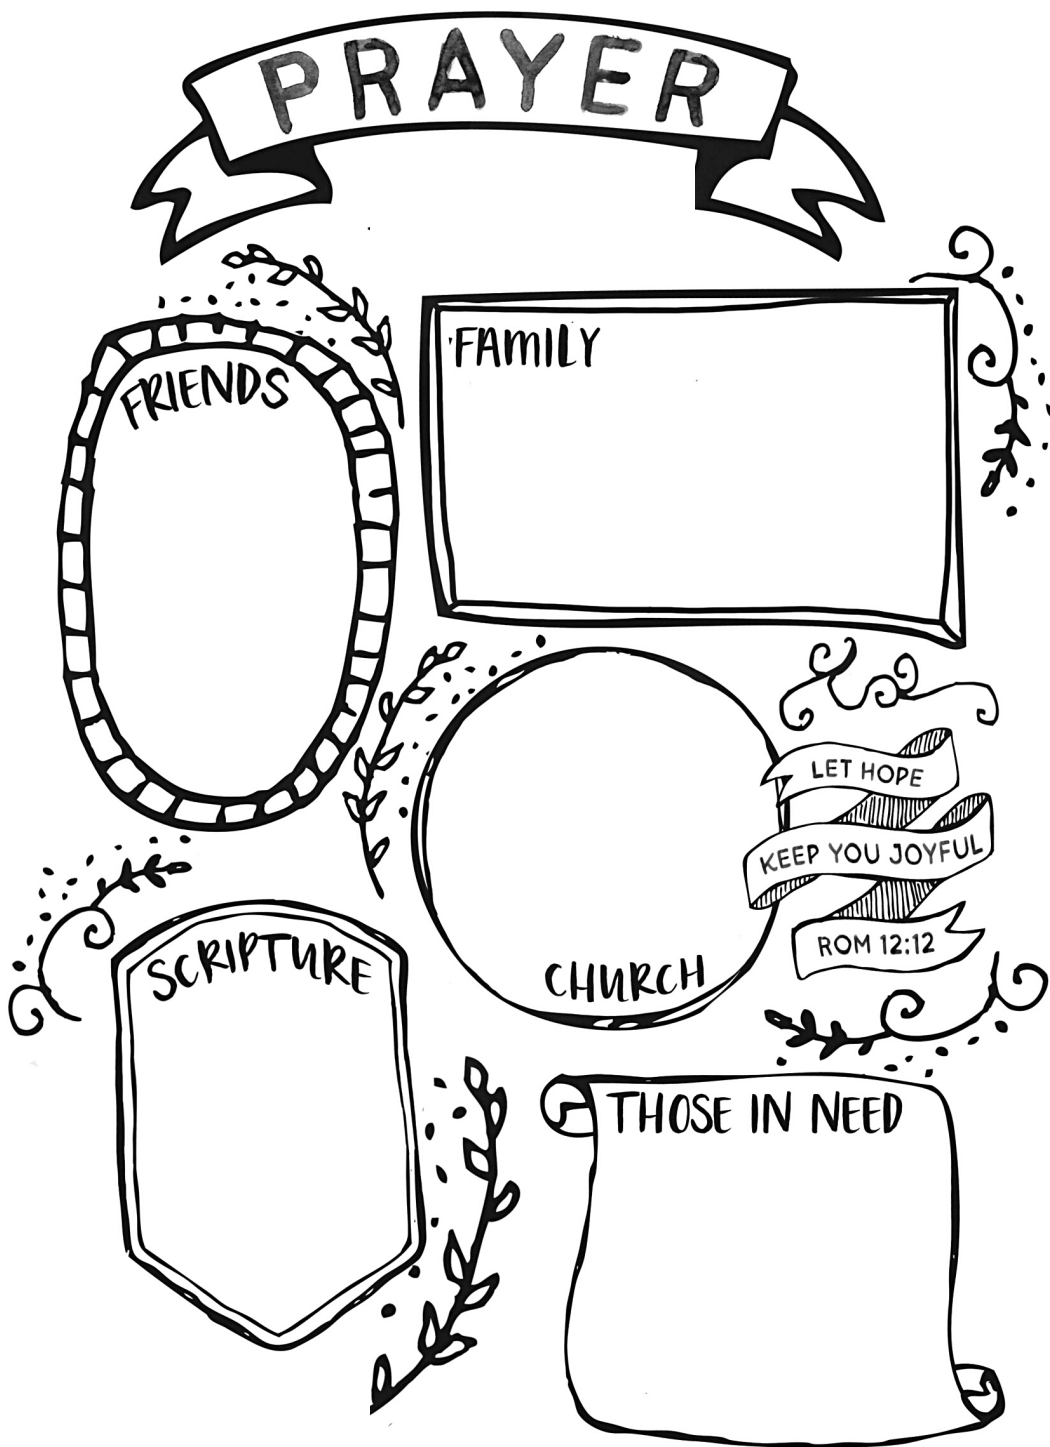 PRAYER
FRIENDS
FAMILY
LET HOPE
KEEP YOU JOYFUL
ROM 12:12
CHURCH
SCRIPTURE
THOSE IN NEED